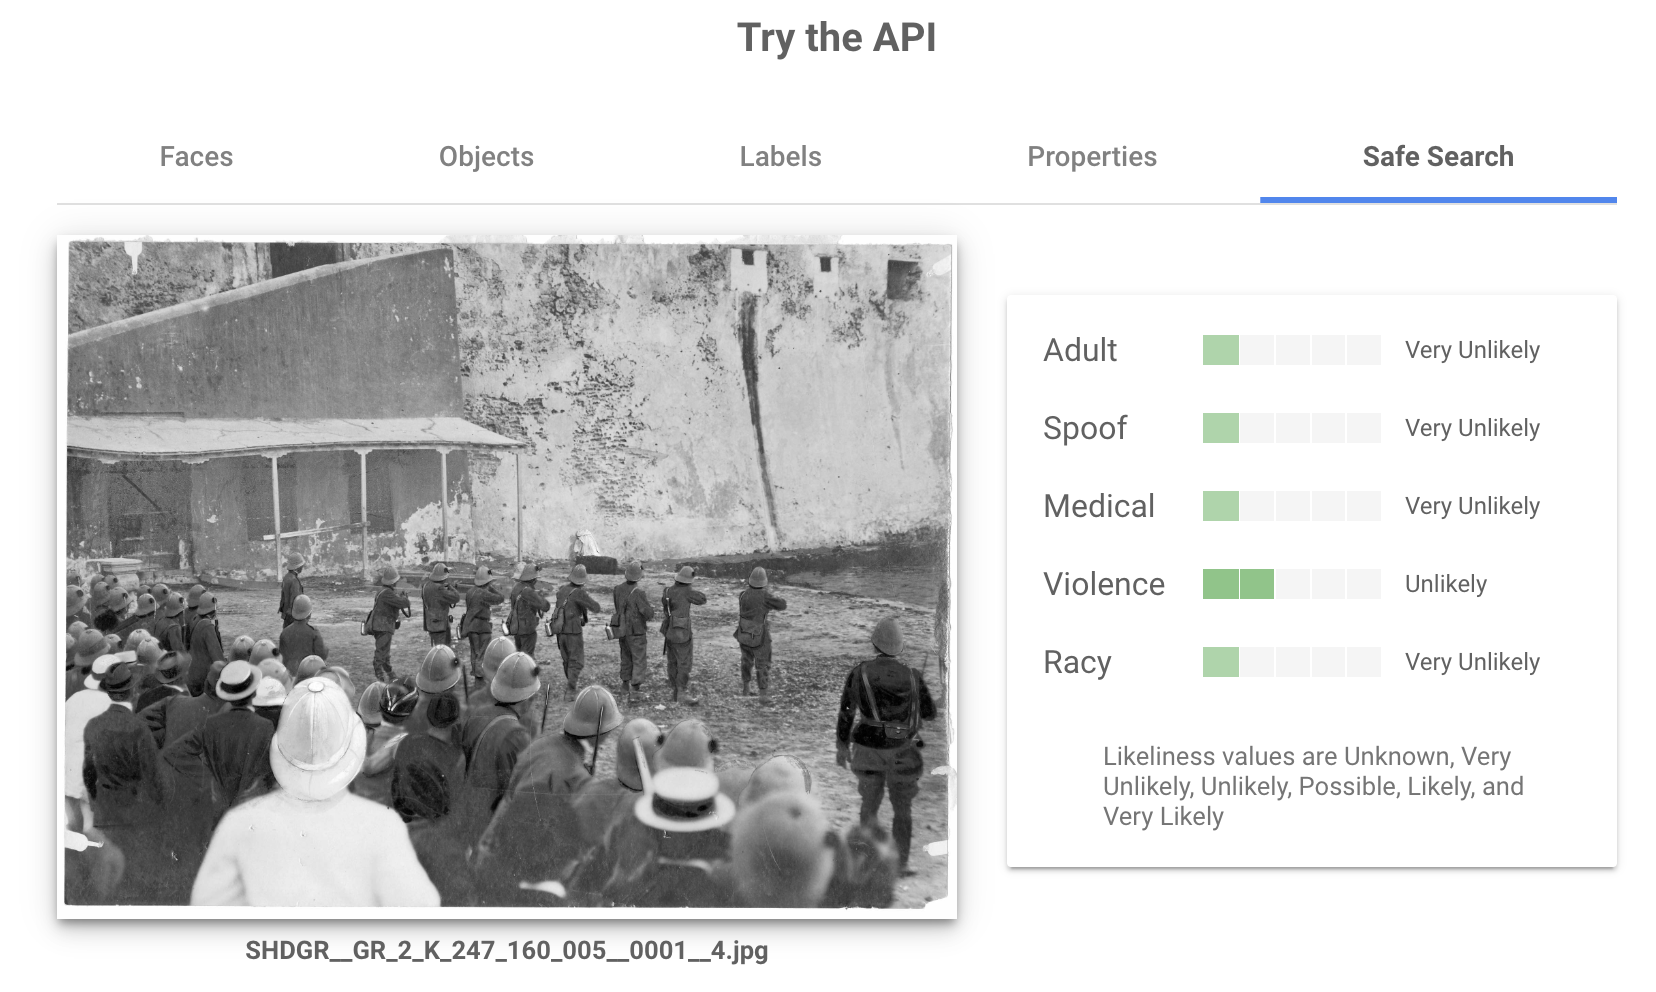 Try the API
Faces
Objects
Labels
Properties
Safe Search
Adult
Very Unlikely
Spoof
Very Unlikely
Medical
Very Unlikely
Violence
Unlikely
Racy
Very Unlikely
Likeliness values are Unknown, Very
Unlikely, Unlikely, Possible, Likely, and
Very Likely
SHDGR__GR_2_K_247_160_005__0001__4.jpg